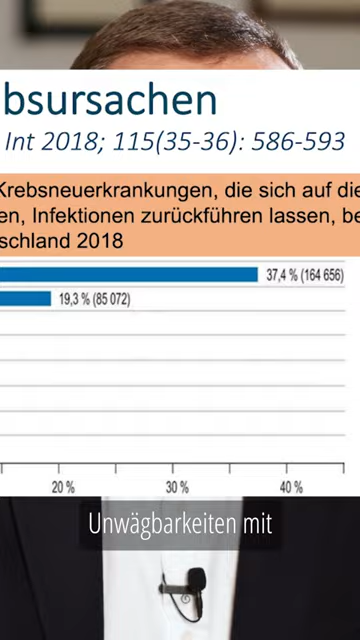 bsursachen
Int 2018; 115(35-36): 586-593
Krebsneuerkrankungen, die sich auf die
en, Infektionen zurückführen lassen, be
schland 2018
37,4 % (164 656)
19,3 % (85 072)
20 %
30 %
40 %
Unwägbarkeiten mit